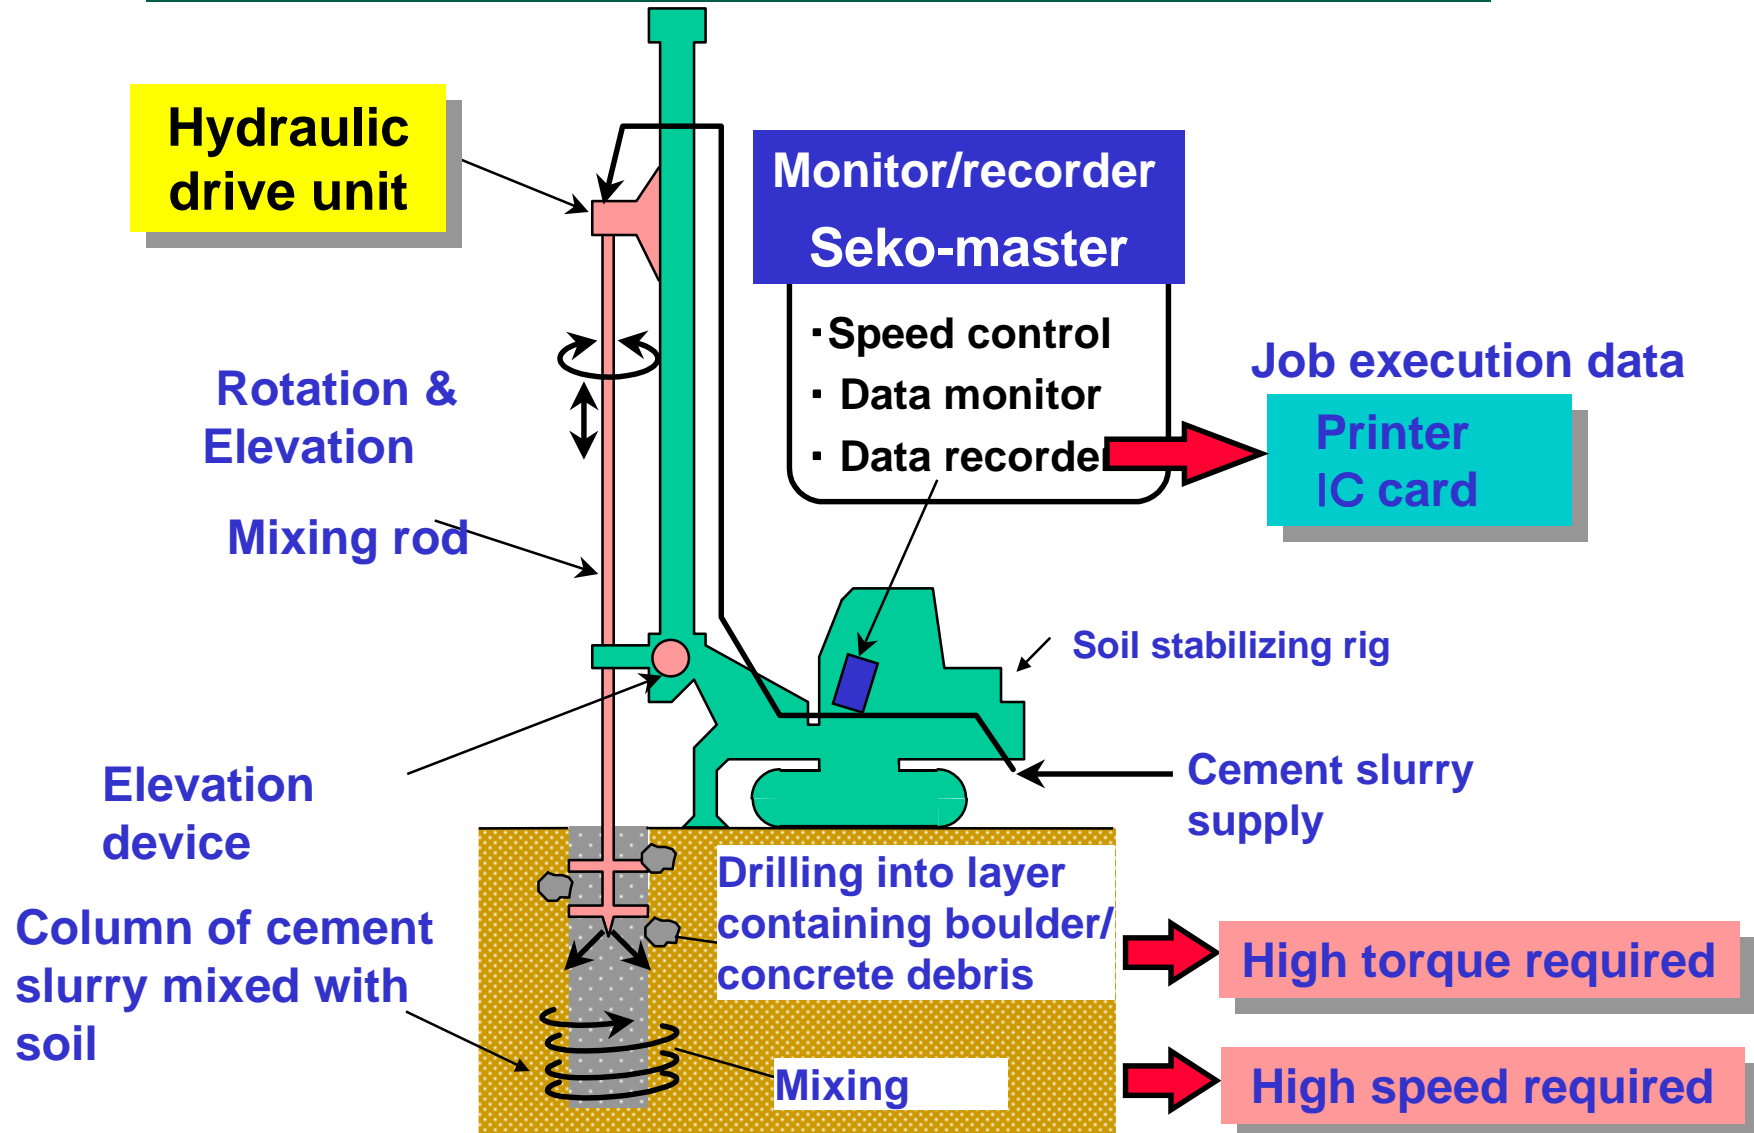 Hydraulic
drive unit
Monitor/recorder
Seko-master
・Speed control
・ Data monitor
・ Data recorder
Job execution data
Printer
IC card
Rotation &
Elevation
Mixing rod
Soil stabilizing rig
Elevation
device
Cement slurry
supply
Column of cement
slurry mixed with
soil
Drilling into layer
containing boulder/
concrete debris
High torque required
Mixing
High speed required